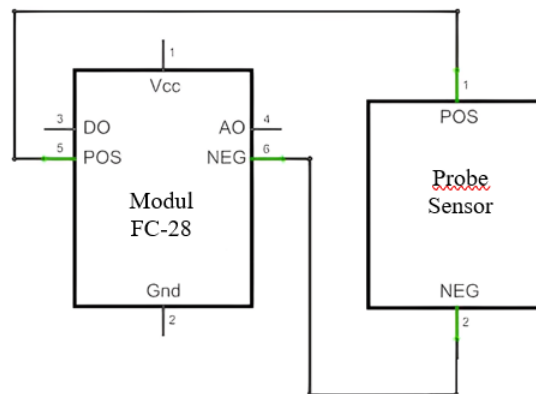 1
Vcc
3 DO AO 4
5 POS NEG 6
Modul
FC-28
Gnd
2
1
POS
Probe
Sensor
NEG
2